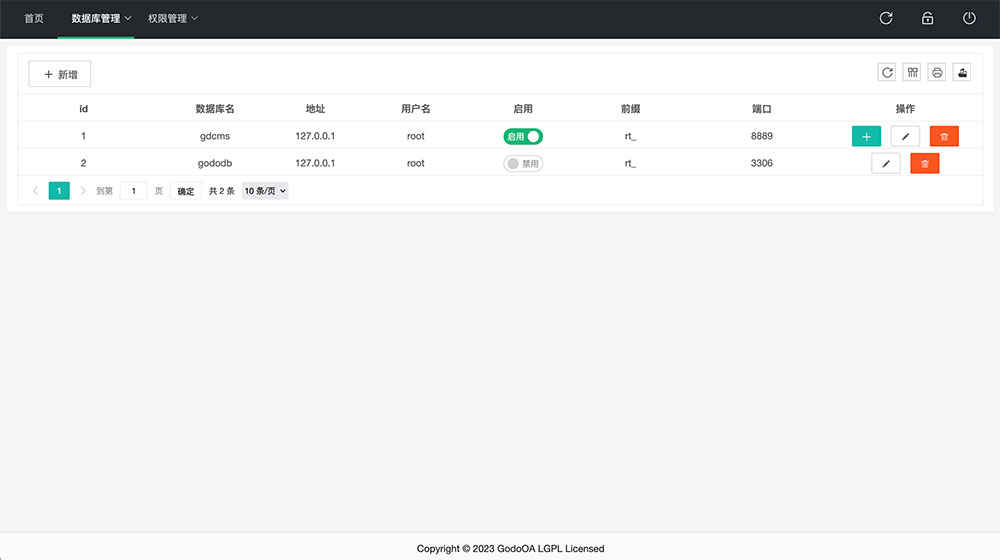 首页 数据库管理 权限管理
新增
id 数据库名 地址 用户名 启用 前缀 端口 操作
1 gdcms 127.0.0.1 root 启用 rt_ 8889
2 gododb 127.0.0.1 root 禁用 rt_ 3306
1 到第 1 页 确定 共 2 条 10 条/页
Copyright © 2023 GodoOA LGPL Licensed